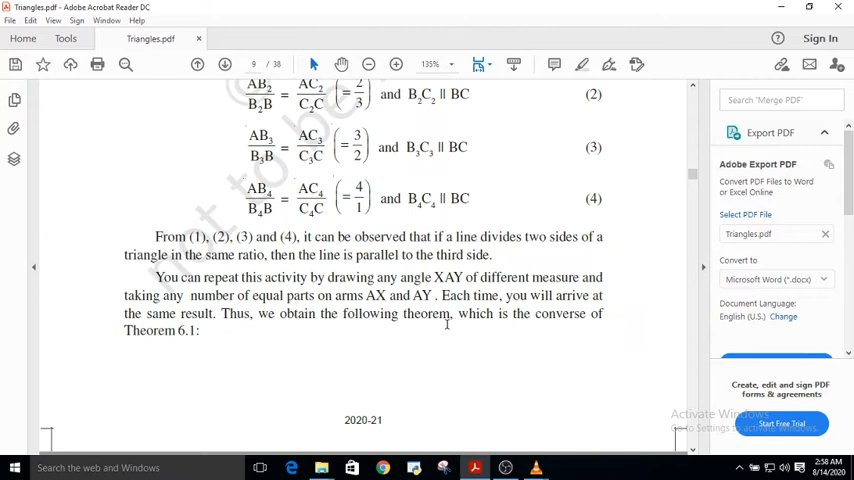 Triangles.pdf - Adobe Acrobat Reader DC
File Edit View Sign Window Help
Home Tools Triangles.pdf × Sign In
9 / 38 135%
AB₂/B₂B = AC₂/C₂C (= 2/3) and B₂C₂ || BC (2)
AB₃/B₃B = AC₃/C₃C (= 3/2) and B₃C₃ || BC (3)
AB₄/B₄B = AC₄/C₄C (= 4/1) and B₄C₄ || BC (4)
From (1), (2), (3) and (4), it can be observed that if a line divides two sides of a
triangle in the same ratio, then the line is parallel to the third side.
You can repeat this activity by drawing any angle XAY of different measure and
taking any number of equal parts on arms AX and AY . Each time, you will arrive at
the same result. Thus, we obtain the following theorem, which is the converse of
Theorem 6.1:
2020-21
© not to be
Search 'Merge PDF'
Export PDF
Adobe Export PDF
Convert PDF Files to Word
or Excel Online
Select PDF File
Triangles.pdf ×
Convert to
Microsoft Word (*.docx)
Document Language:
English (U.S.) Change
Create, edit and sign PDF
forms & agreements
Start Free Trial
Activate Windows
Go to Settings to activate Windows.
Search the web and Windows
2:58 AM
8/14/2020